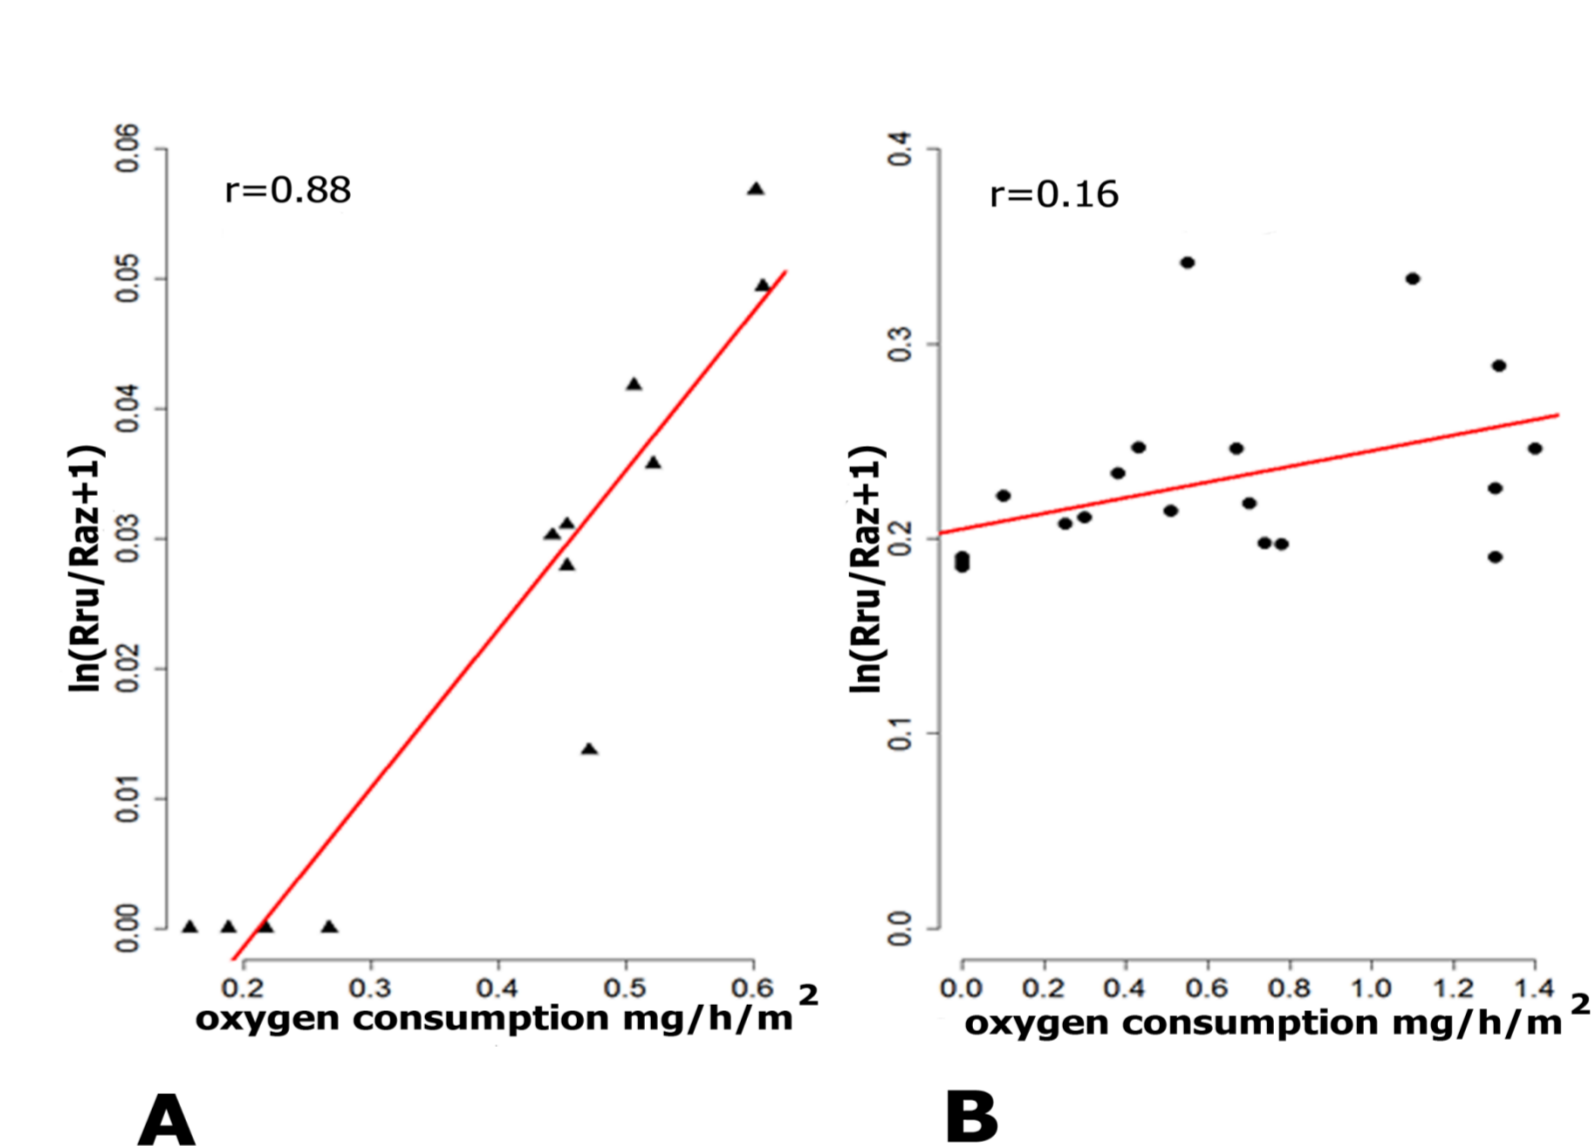 r=0.88
0.06
0.05
0.04
0.03
0.02
0.01
0.00
ln(Rru/Raz+1)
0.2 0.3 0.4 0.5 0.6
oxygen consumption mg/h/m²
A
r=0.16
0.4
0.3
0.2
0.1
0.0
ln(Rru/Raz+1)
0.0 0.2 0.4 0.6 0.8 1.0 1.2 1.4
oxygen consumption mg/h/m²
B